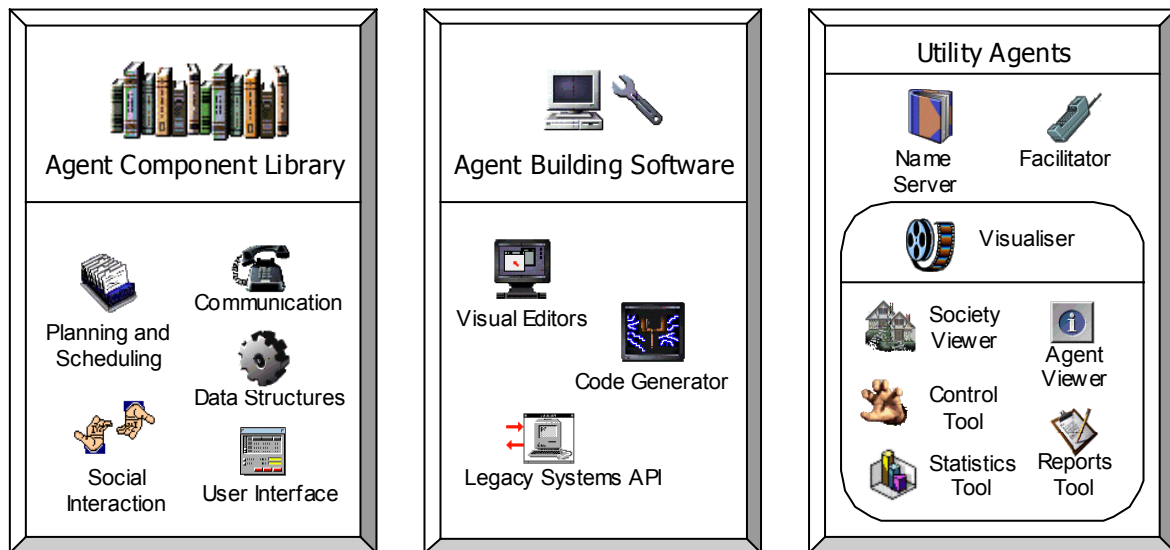 Agent Component Library
Planning and
Scheduling
Communication
Data Structures
Social
Interaction
User Interface
Agent Building Software
Visual Editors
Code Generator
Legacy Systems API
Utility Agents
Name
Server
Facilitator
Visualiser
Society
Viewer
Agent
Viewer
Control
Tool
Statistics
Tool
Reports
Tool